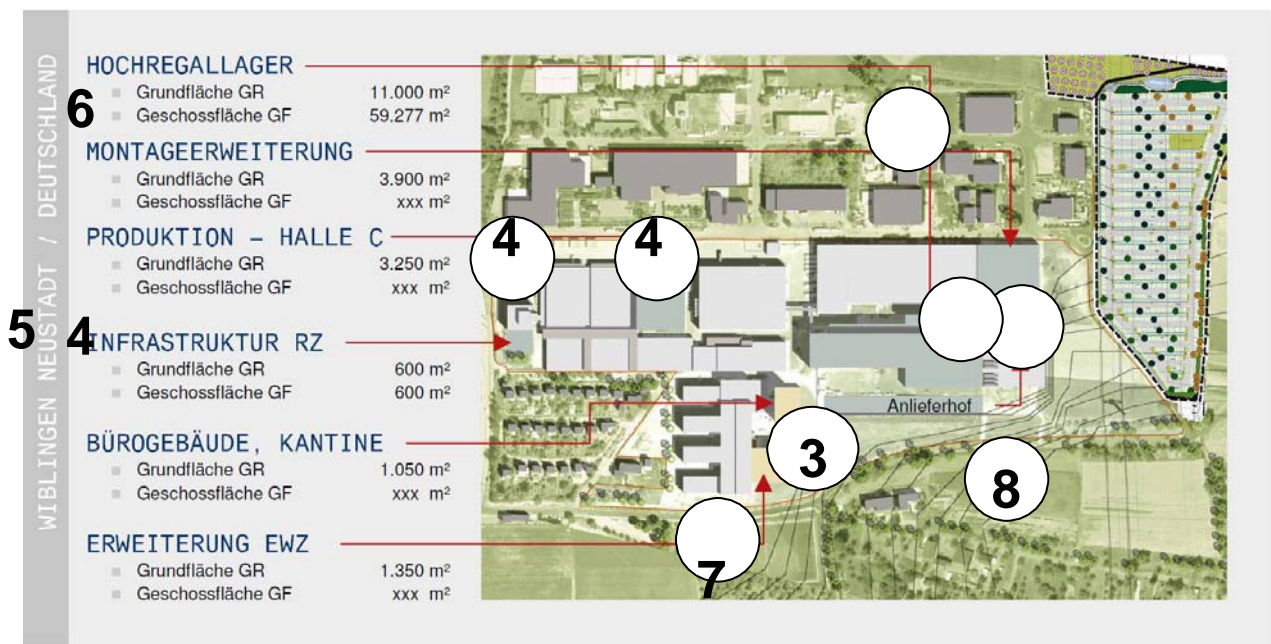 WIBLINGEN NEUSTADT / DEUTSCHLAND
HOCHREGALLAGER
Grundfläche GR 11.000 m²
6 Geschossfläche GF 59.277 m²
MONTAGEERWEITERUNG
Grundfläche GR 3.900 m²
Geschossfläche GF xxx m²
PRODUKTION – HALLE C
4 4
Grundfläche GR 3.250 m²
Geschossfläche GF xxx m²
5 4
INFRASTRUKTUR RZ
Grundfläche GR 600 m²
Geschossfläche GF 600 m²
Anlieferhof
BÜROGEBÄUDE, KANTINE
3
Grundfläche GR 1.050 m²
8
Geschossfläche GF xxx m²
ERWEITERUNG EWZ
Grundfläche GR 1.350 m²
7
Geschossfläche GF xxx m²